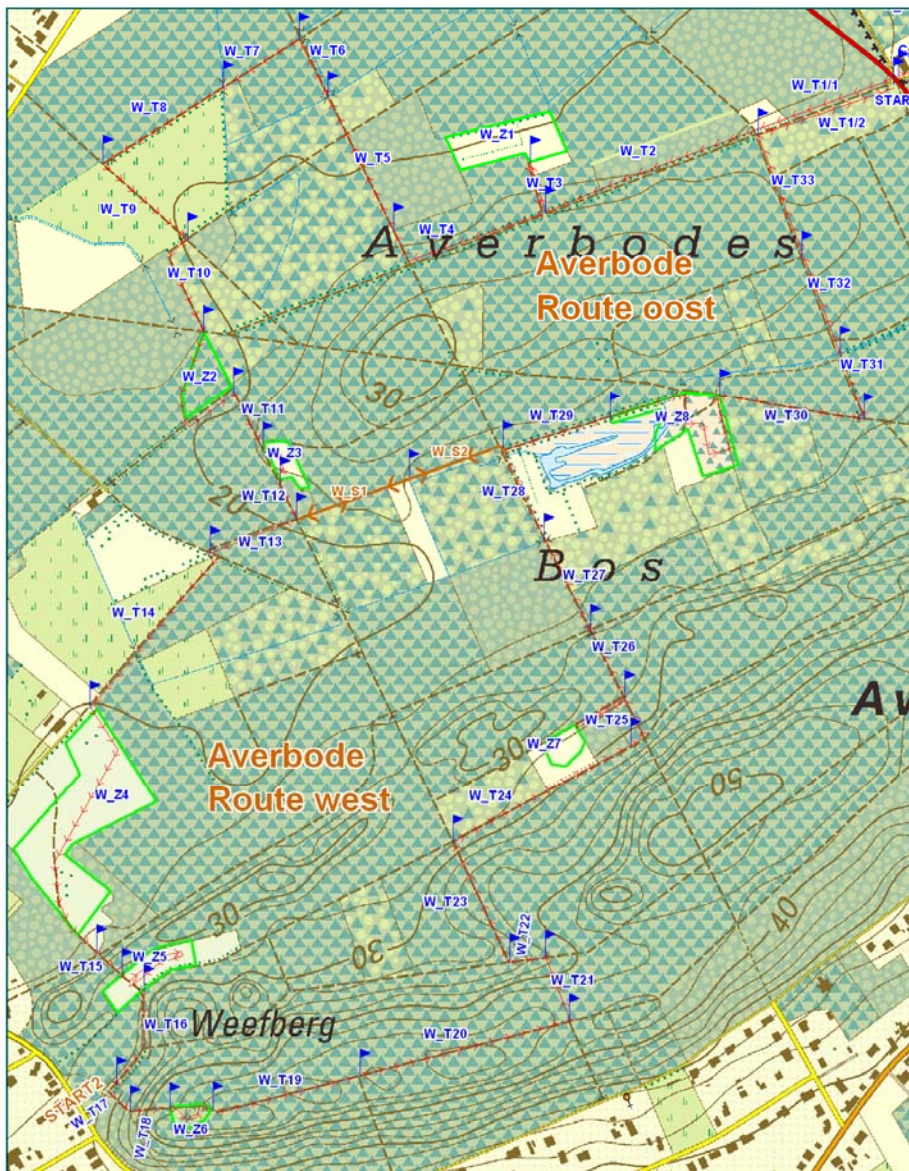 W_T7
W_T6
W_T8
W_T1/1
START
W_T1/2
W_Z1
W_T2
W_T5
W_T3
W_T33
W_T9
W_T4
Averbodes
W_T10
Averbode
Route oost
W_T32
W_T31
W_Z2
30
W_T11
W_T29
W_Z8
W_T30
W_Z3
W_S2
W_S1
W_T28
W_T12
20
W_T13
Bos
W_T27
W_T14
W_T26
Av
W_T25
W_Z7
30
Averbode
Route west
50
W_Z4
W_T24
W_T23
30
30
40
W_T22
W_Z5
W_T15
W_T21
W_T16
Weefberg
W_T20
START2
W_T19
W_T17
W_T18
W_Z6